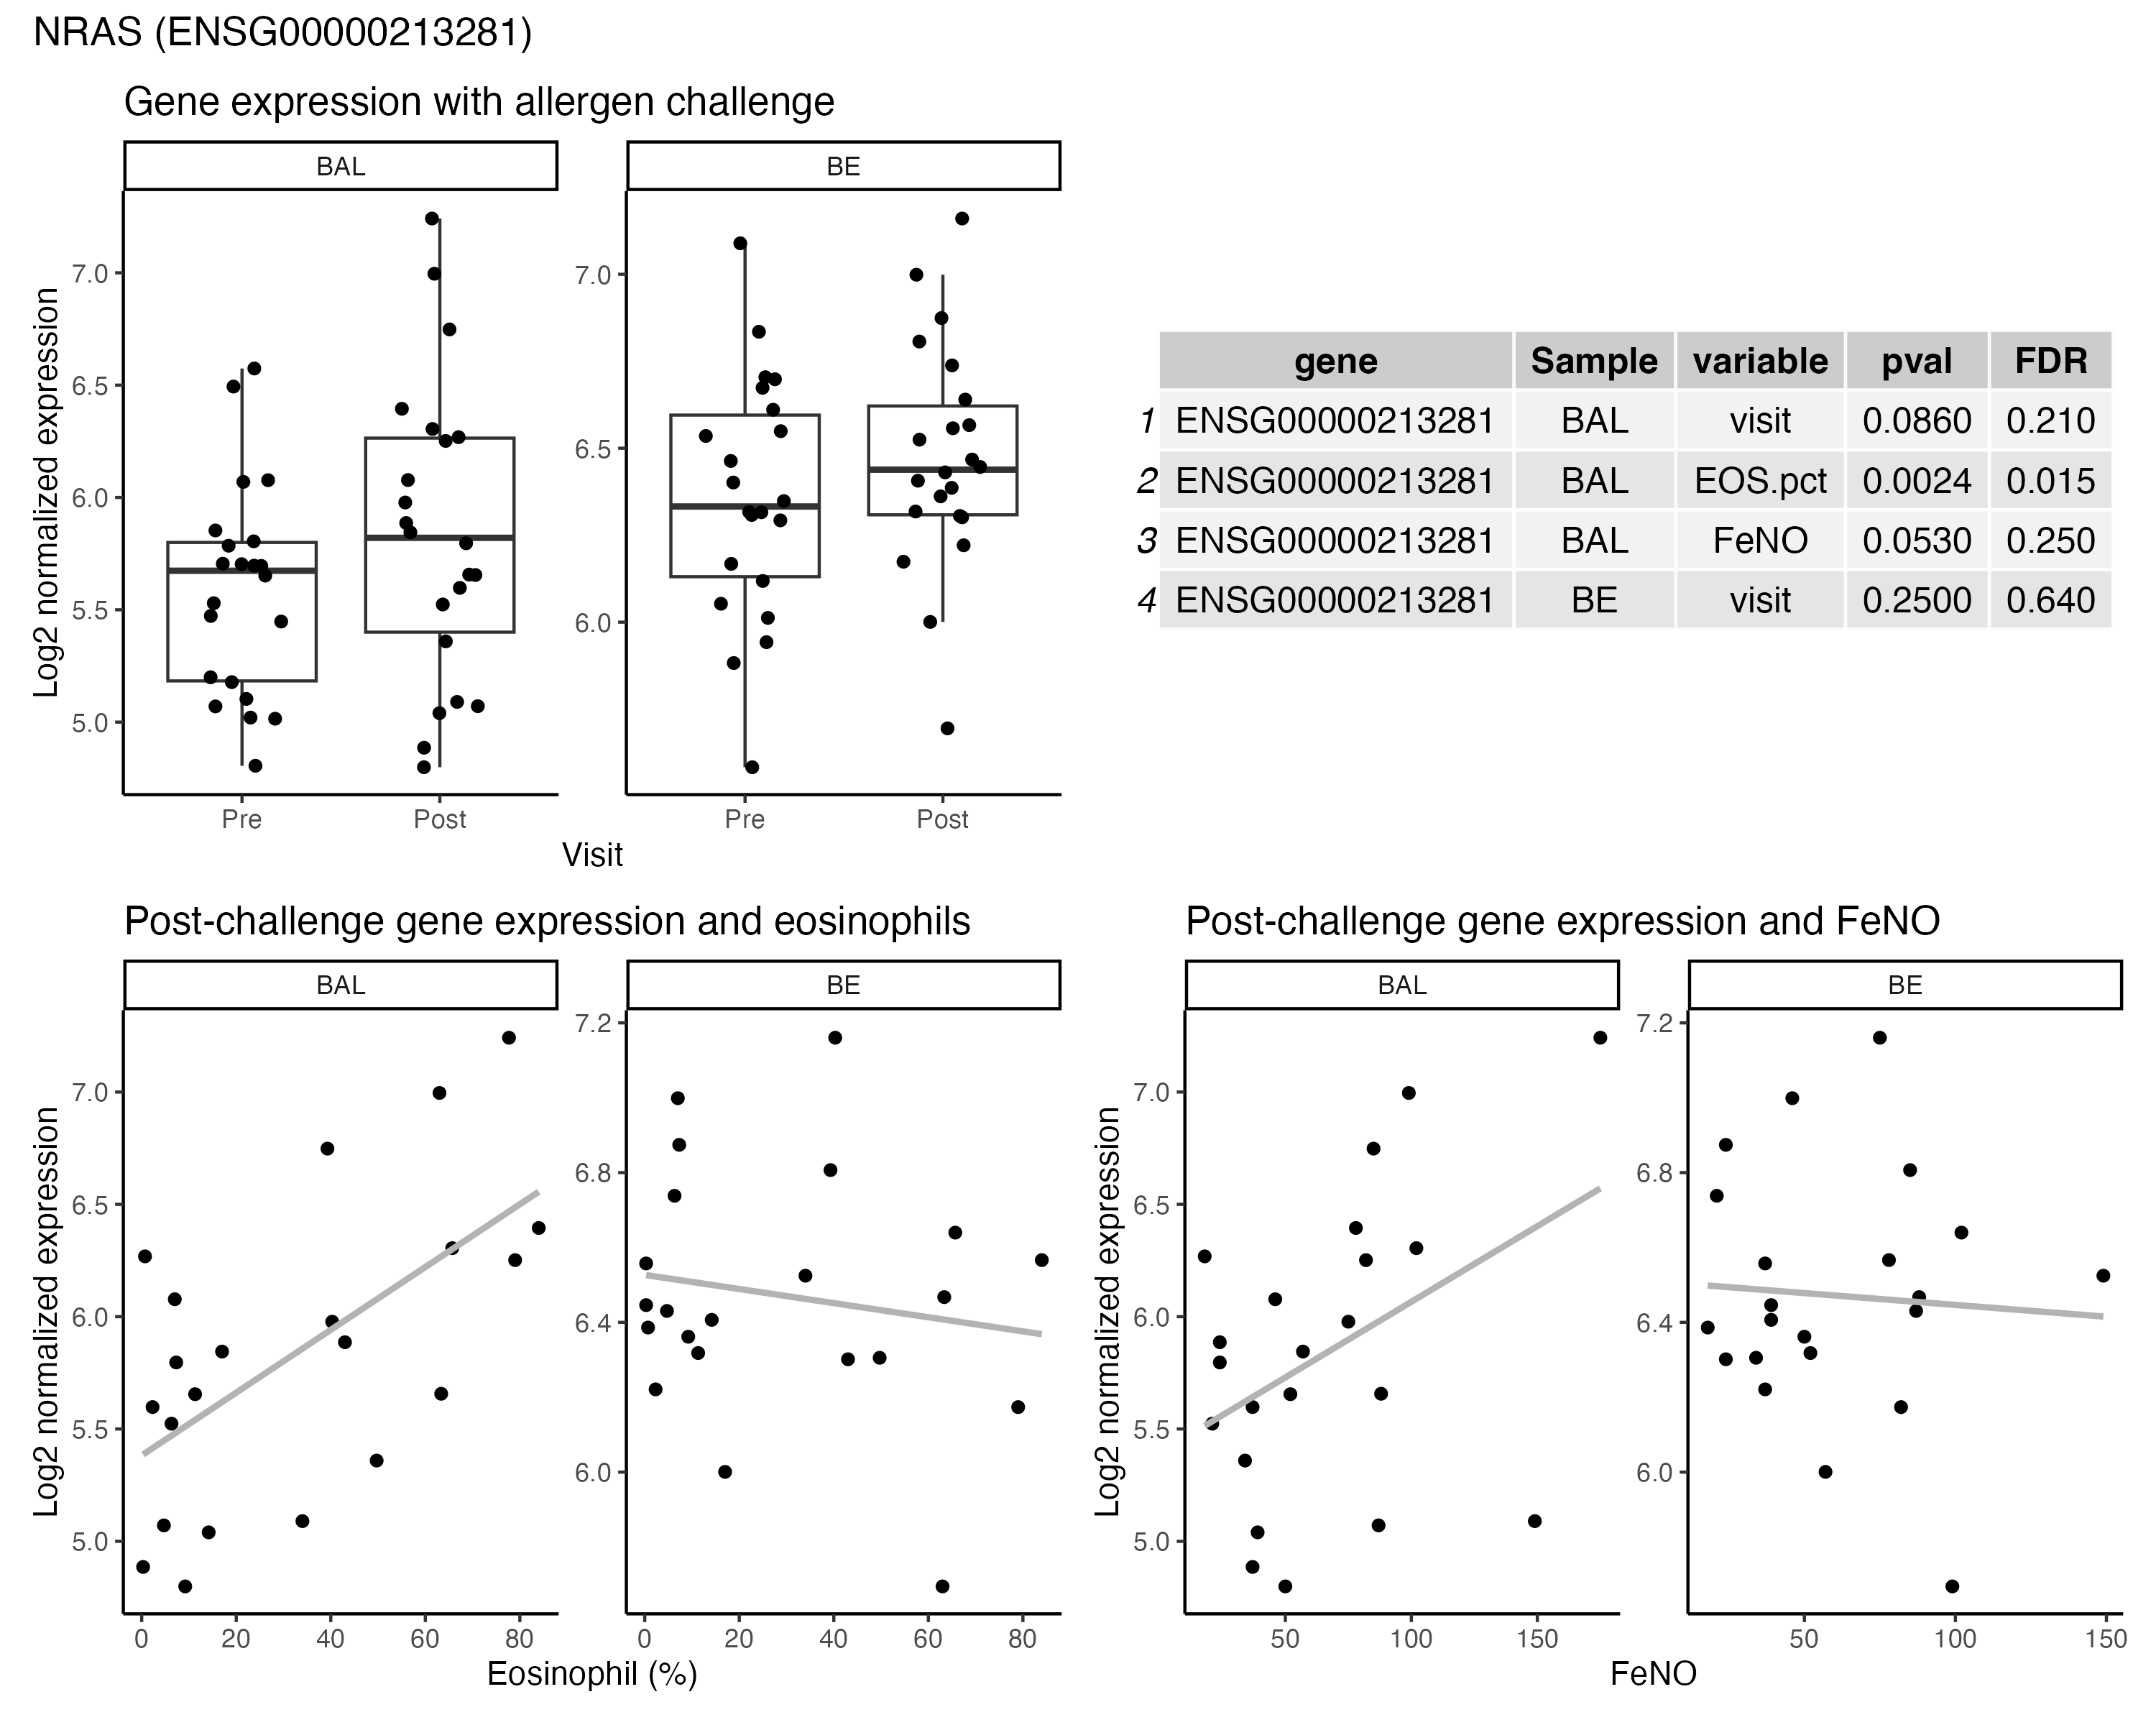 NRAS (ENSG00000213281)
Gene expression with allergen challenge
BAL
BE
Log2 normalized expression
7.0
6.5
6.0
5.5
5.0
7.0
6.5
6.0
Pre
Post
Pre
Post
Visit
gene Sample variable pval FDR
1 ENSG00000213281 BAL visit 0.0860 0.210
2 ENSG00000213281 BAL EOS.pct 0.0024 0.015
3 ENSG00000213281 BAL FeNO 0.0530 0.250
4 ENSG00000213281 BE visit 0.2500 0.640
Post-challenge gene expression and eosinophils
BAL
BE
Log2 normalized expression
7.0
6.5
6.0
5.5
5.0
7.2
6.8
6.4
6.0
0 20 40 60 80
0 20 40 60 80
Eosinophil (%)
Post-challenge gene expression and FeNO
BAL
BE
Log2 normalized expression
7.0
6.5
6.0
5.5
5.0
7.2
6.8
6.4
6.0
50 100 150
50 100 150
FeNO